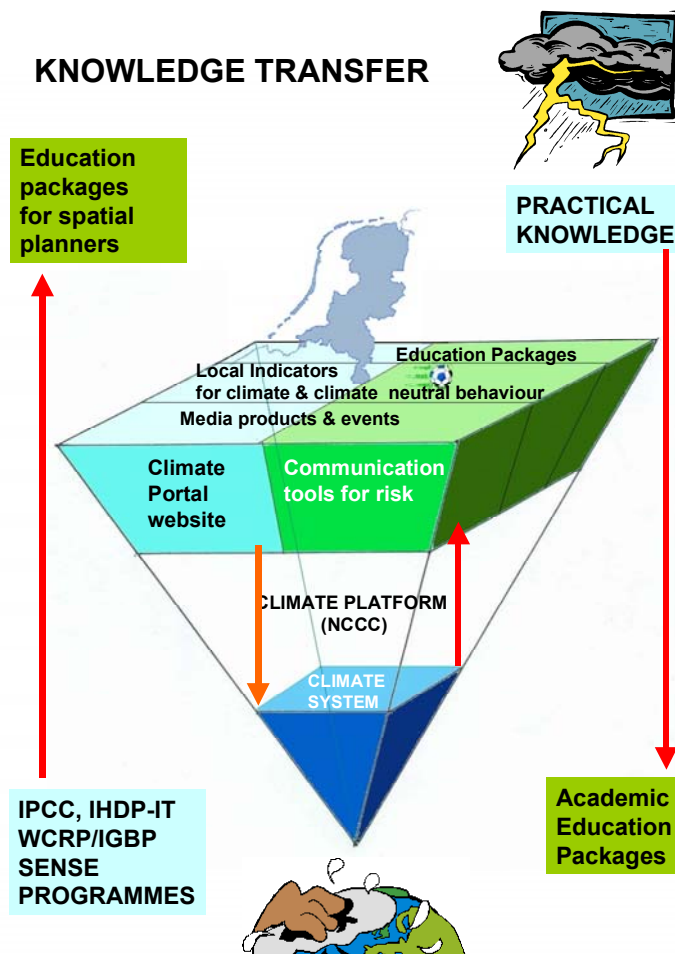 KNOWLEDGE TRANSFER
Education
packages
for spatial
planners
PRACTICAL
KNOWLEDGE
Education Packages
Local Indicators
for climate & climate neutral behaviour
Media products & events
Climate
Portal
website
Communication
tools for risk
CLIMATE PLATFORM
(NCCC)
CLIMATE
SYSTEM
IPCC, IHDP-IT
WCRP/IGBP
SENSE
PROGRAMMES
Academic
Education
Packages